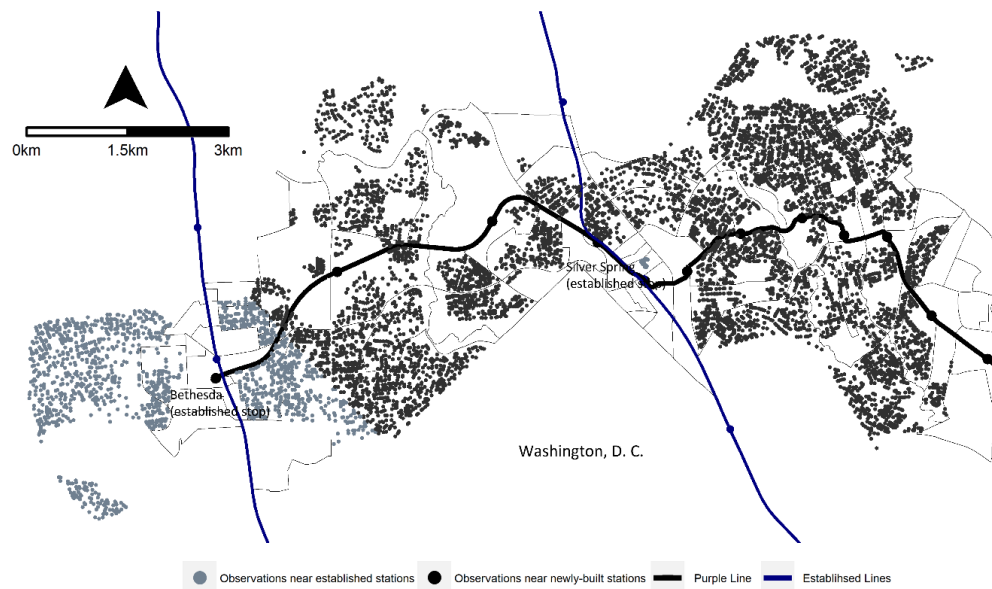 0km 1.5km 3km
Silver Spring
(established stop)
Bethesda
(established stop)
Washington, D. C.
Observations near established stations Observations near newly-built stations Purple Line Establihsed Lines